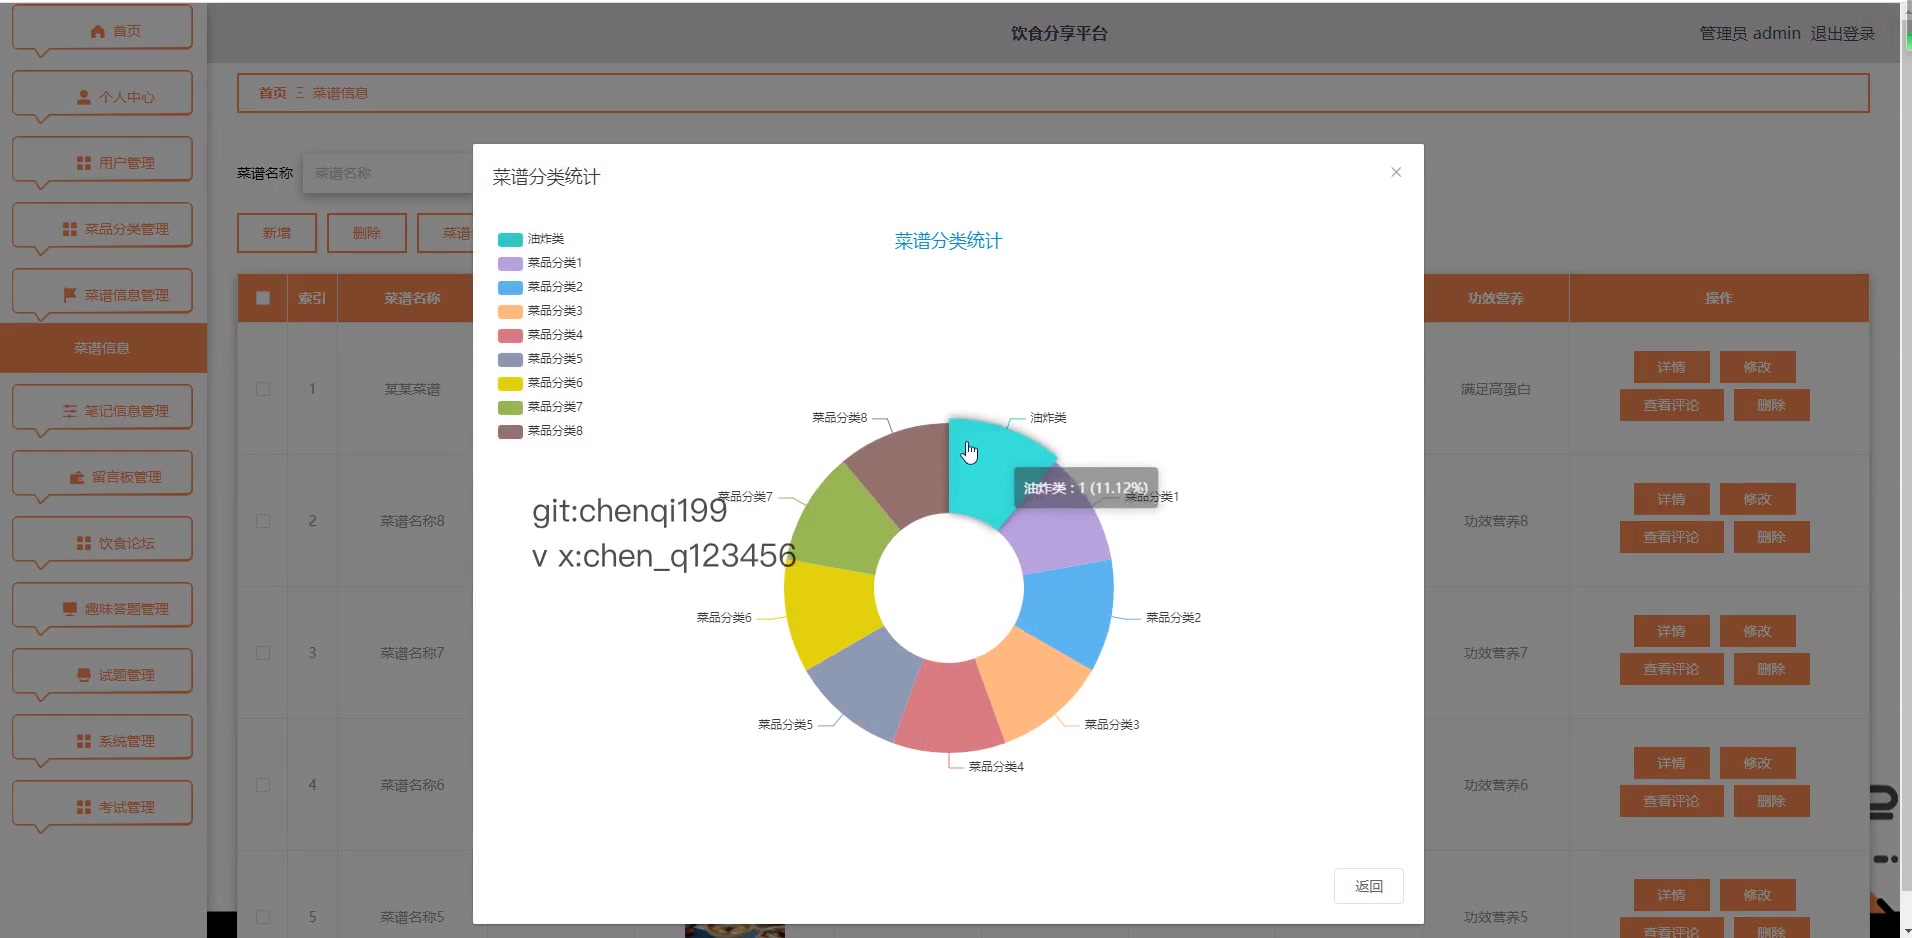 首页
饮食分享平台
管理员 admin 退出登录
个人中心
用户管理
菜品分类管理
菜谱信息管理
菜谱信息
笔记信息管理
留言板管理
饮食论坛
趣味答题管理
试题管理
系统管理
考试管理
首页 菜谱信息
菜谱名称 菜谱名称
新增 删除 菜谱
索引 菜谱名称 功效营养 操作
1 某某菜谱 满足高蛋白 详情 修改
查看评论 删除
2 菜谱名称8 功效营养8 详情 修改
查看评论 删除
3 菜谱名称7 功效营养7 详情 修改
查看评论 删除
4 菜谱名称6 功效营养6 详情 修改
查看评论 删除
5 菜谱名称5 功效营养5 详情 修改
查看评论 删除
菜谱分类统计
菜谱分类统计
油炸类
菜品分类1
菜品分类2
菜品分类3
菜品分类4
菜品分类5
菜品分类6
菜品分类7
菜品分类8
菜品分类8 油炸类
油炸类 : 1 (11.12%)
菜品分类7 菜品分类1
菜品分类6 菜品分类2
菜品分类5 菜品分类3
菜品分类4
git:chenqi199
v x:chen_q123456
返回